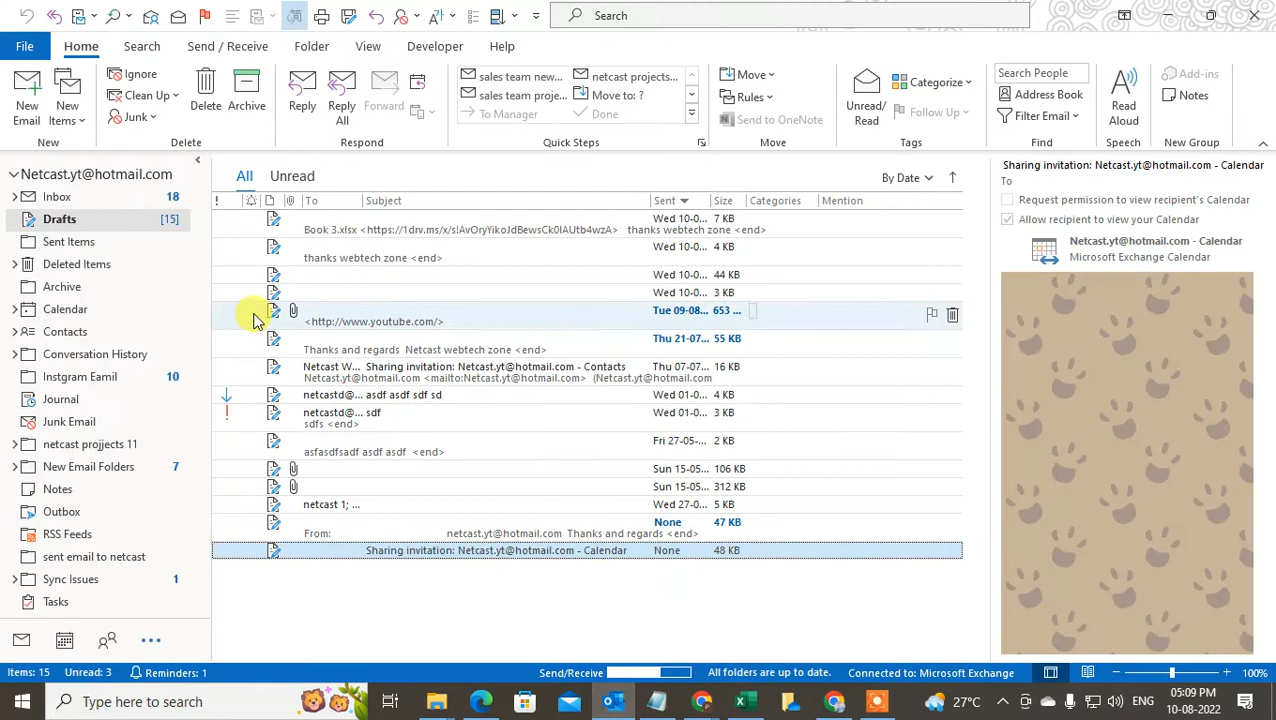 Search
File Home Search Send / Receive Folder View Developer Help
New Email
New Items
Ignore
Clean Up
Junk
Delete
Archive
Reply
Reply All
Forward
sales team new...
sales team proje...
To Manager
netcast projects...
Move to: ?
Done
Move
Rules
Send to OneNote
Unread/ Read
Categorize
Follow Up
Search People
Address Book
Filter Email
Read Aloud
Add-ins
Notes
New Delete Respond Quick Steps Move Tags Find Speech New Group
Netcast.yt@hotmail.com
Inbox 18
Drafts [15]
Sent Items
Deleted Items
Archive
Calendar
Contacts
Conversation History
Instgram Eamil 10
Journal
Junk Email
netcast projjects 11
New Email Folders 7
Notes
Outbox
RSS Feeds
sent email to netcast
Sync Issues 1
Tasks
All Unread By Date
! To Subject Sent Size Categories Mention
Wed 10-0... 7 KB
Book 3.xlsx <https://1drv.ms/x/s!AvOryYikoJdBewsCk0IAUtb4wzA> thanks webtech zone <end>
Wed 10-0... 4 KB
thanks webtech zone <end>
Wed 10-0... 44 KB
Wed 10-0... 3 KB
Tue 09-08... 653 ...
<http://www.youtube.com/>
Thu 21-07... 55 KB
Thanks and regards Netcast webtech zone <end>
Netcast W... Sharing invitation: Netcast.yt@hotmail.com - Contacts Thu 07-07... 16 KB
Netcast.yt@hotmail.com <mailto:Netcast.yt@hotmail.com> (Netcast.yt@hotmail.com
netcastd@... asdf asdf sdf sd Wed 01-0... 4 KB
! netcastd@... sdf Wed 01-0... 3 KB
sdfs <end>
Fri 27-05-... 2 KB
asfasdfsadf asdf asdf <end>
Sun 15-05... 106 KB
Sun 15-05... 312 KB
netcast 1; ... Wed 27-0... 5 KB
None 47 KB
From: netcast.yt@hotmail.com Thanks and regards <end>
Sharing invitation: Netcast.yt@hotmail.com - Calendar None 48 KB
Sharing invitation: Netcast.yt@hotmail.com - Calendar
To
Request permission to view recipient's Calendar
Allow recipient to view your Calendar
Netcast.yt@hotmail.com - Calendar
Microsoft Exchange Calendar
Items: 15 Unread: 3 Reminders: 1 Send/Receive All folders are up to date. Connected to: Microsoft Exchange 100%
Type here to search 27°C ENG 05:09 PM
10-08-2022